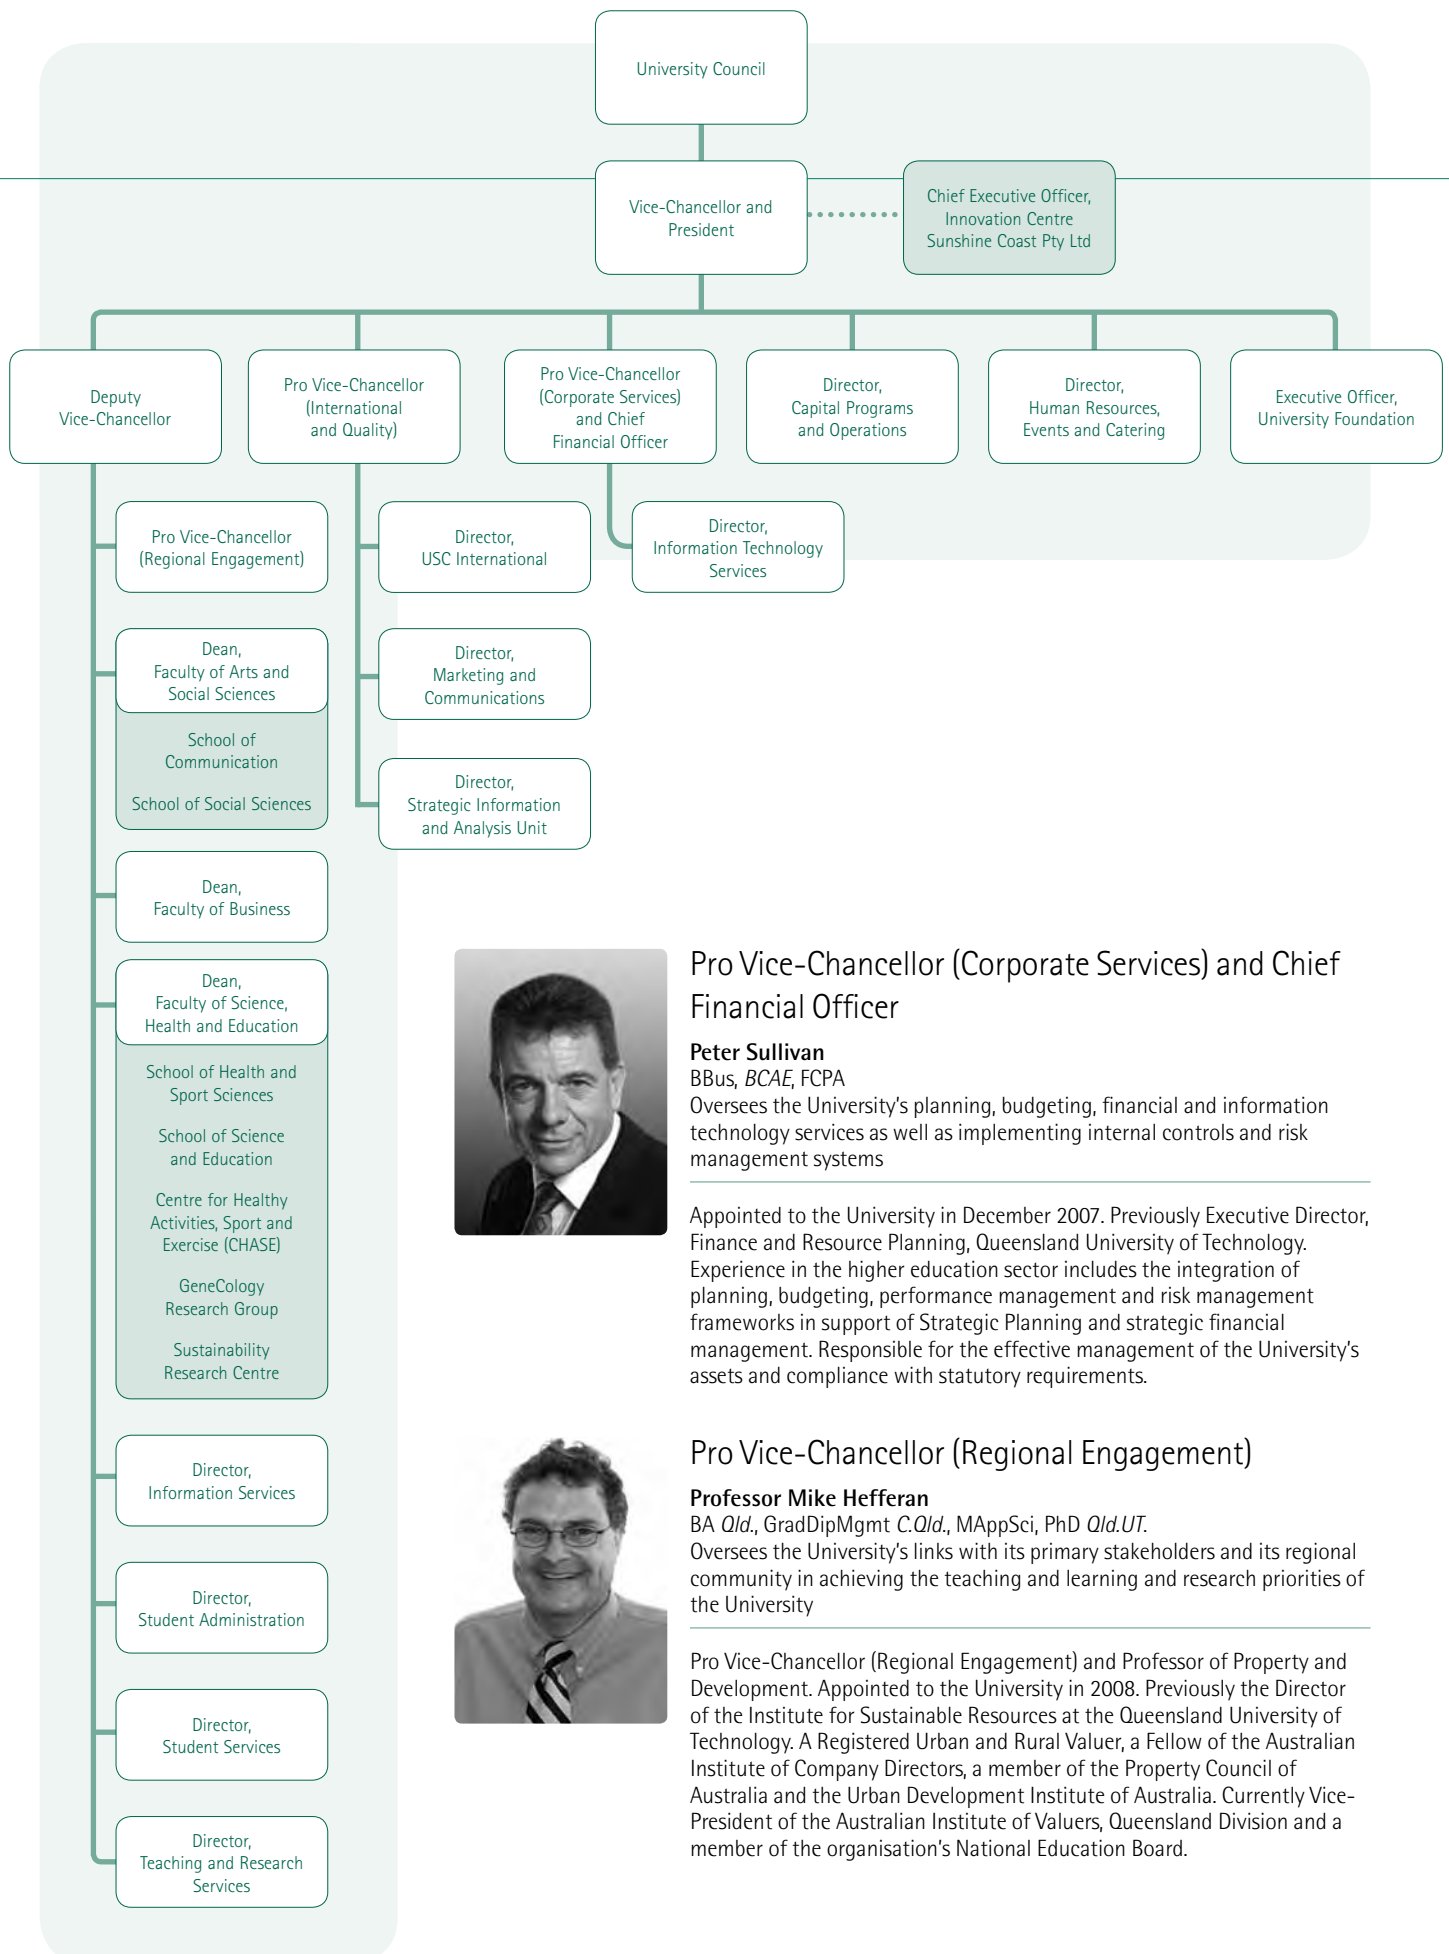 University Council
Vice-Chancellor and
President
Chief Executive Officer,
Innovation Centre
Sunshine Coast Pty Ltd
Deputy
Vice-Chancellor
Pro Vice-Chancellor
(International
and Quality)
Pro Vice-Chancellor
(Corporate Services)
and Chief
Financial Officer
Director,
Capital Programs
and Operations
Director,
Human Resources,
Events and Catering
Executive Officer,
University Foundation
Pro Vice-Chancellor
(Regional Engagement)
Director,
USC International
Director,
Information Technology
Services
Dean,
Faculty of Arts and
Social Sciences
School of
Communication
School of Social Sciences
Director,
Marketing and
Communications
Director,
Strategic Information
and Analysis Unit
Dean,
Faculty of Business
Dean,
Faculty of Science,
Health and Education
School of Health and
Sport Sciences
School of Science
and Education
Centre for Healthy
Activities, Sport and
Exercise (CHASE)
GeneCology
Research Group
Sustainability
Research Centre
Director,
Information Services
Director,
Student Administration
Director,
Student Services
Director,
Teaching and Research
Services
Pro Vice-Chancellor (Corporate Services) and Chief
Financial Officer
Peter Sullivan
BBus, BCAE, FCPA
Oversees the University's planning, budgeting, financial and information
technology services as well as implementing internal controls and risk
management systems
Appointed to the University in December 2007. Previously Executive Director,
Finance and Resource Planning, Queensland University of Technology.
Experience in the higher education sector includes the integration of
planning, budgeting, performance management and risk management
frameworks in support of Strategic Planning and strategic financial
management. Responsible for the effective management of the University's
assets and compliance with statutory requirements.
Pro Vice-Chancellor (Regional Engagement)
Professor Mike Hefferan
BA Qld., GradDipMgmt C.Qld., MAppSci, PhD Qld.UT.
Oversees the University's links with its primary stakeholders and its regional
community in achieving the teaching and learning and research priorities of
the University
Pro Vice-Chancellor (Regional Engagement) and Professor of Property and
Development. Appointed to the University in 2008. Previously the Director
of the Institute for Sustainable Resources at the Queensland University of
Technology. A Registered Urban and Rural Valuer, a Fellow of the Australian
Institute of Company Directors, a member of the Property Council of
Australia and the Urban Development Institute of Australia. Currently Vice-
President of the Australian Institute of Valuers, Queensland Division and a
member of the organisation's National Education Board.